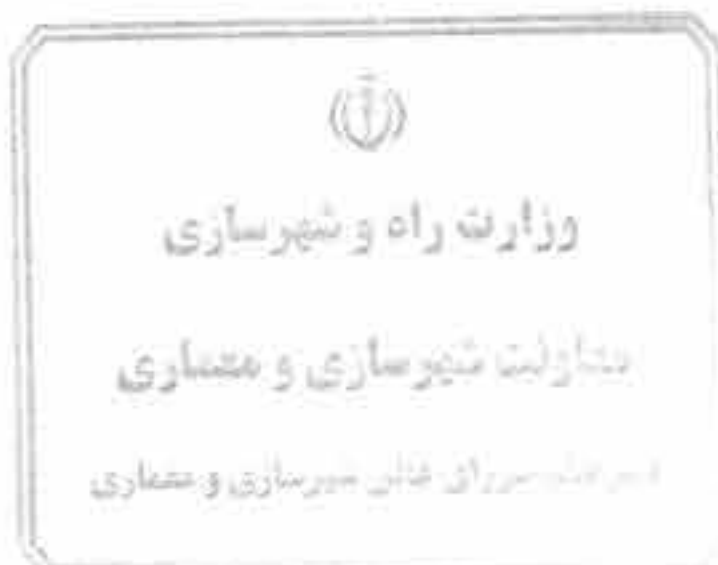 وزارت راه و شهرسازی
معاونت شهرسازی و معماری
شورای عالی شهرسازی و معماری